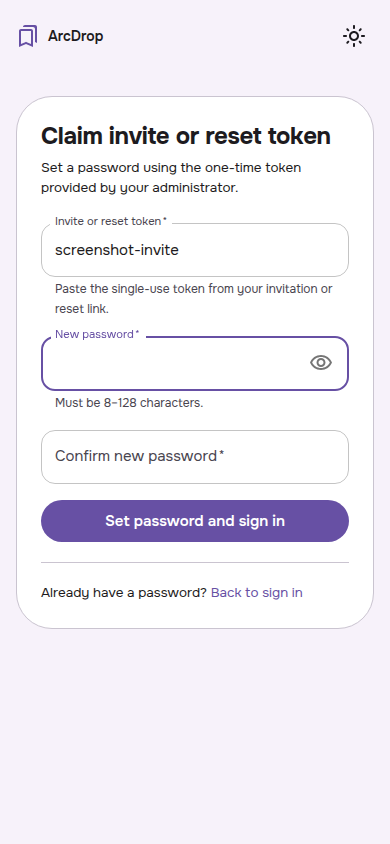 ArcDrop
Claim invite or reset token
Set a password using the one-time token
provided by your administrator.
Invite or reset token *
screenshot-invite
Paste the single-use token from your invitation or
reset link.
New password *
Must be 8–128 characters.
Confirm new password *
Set password and sign in
Already have a password? Back to sign in